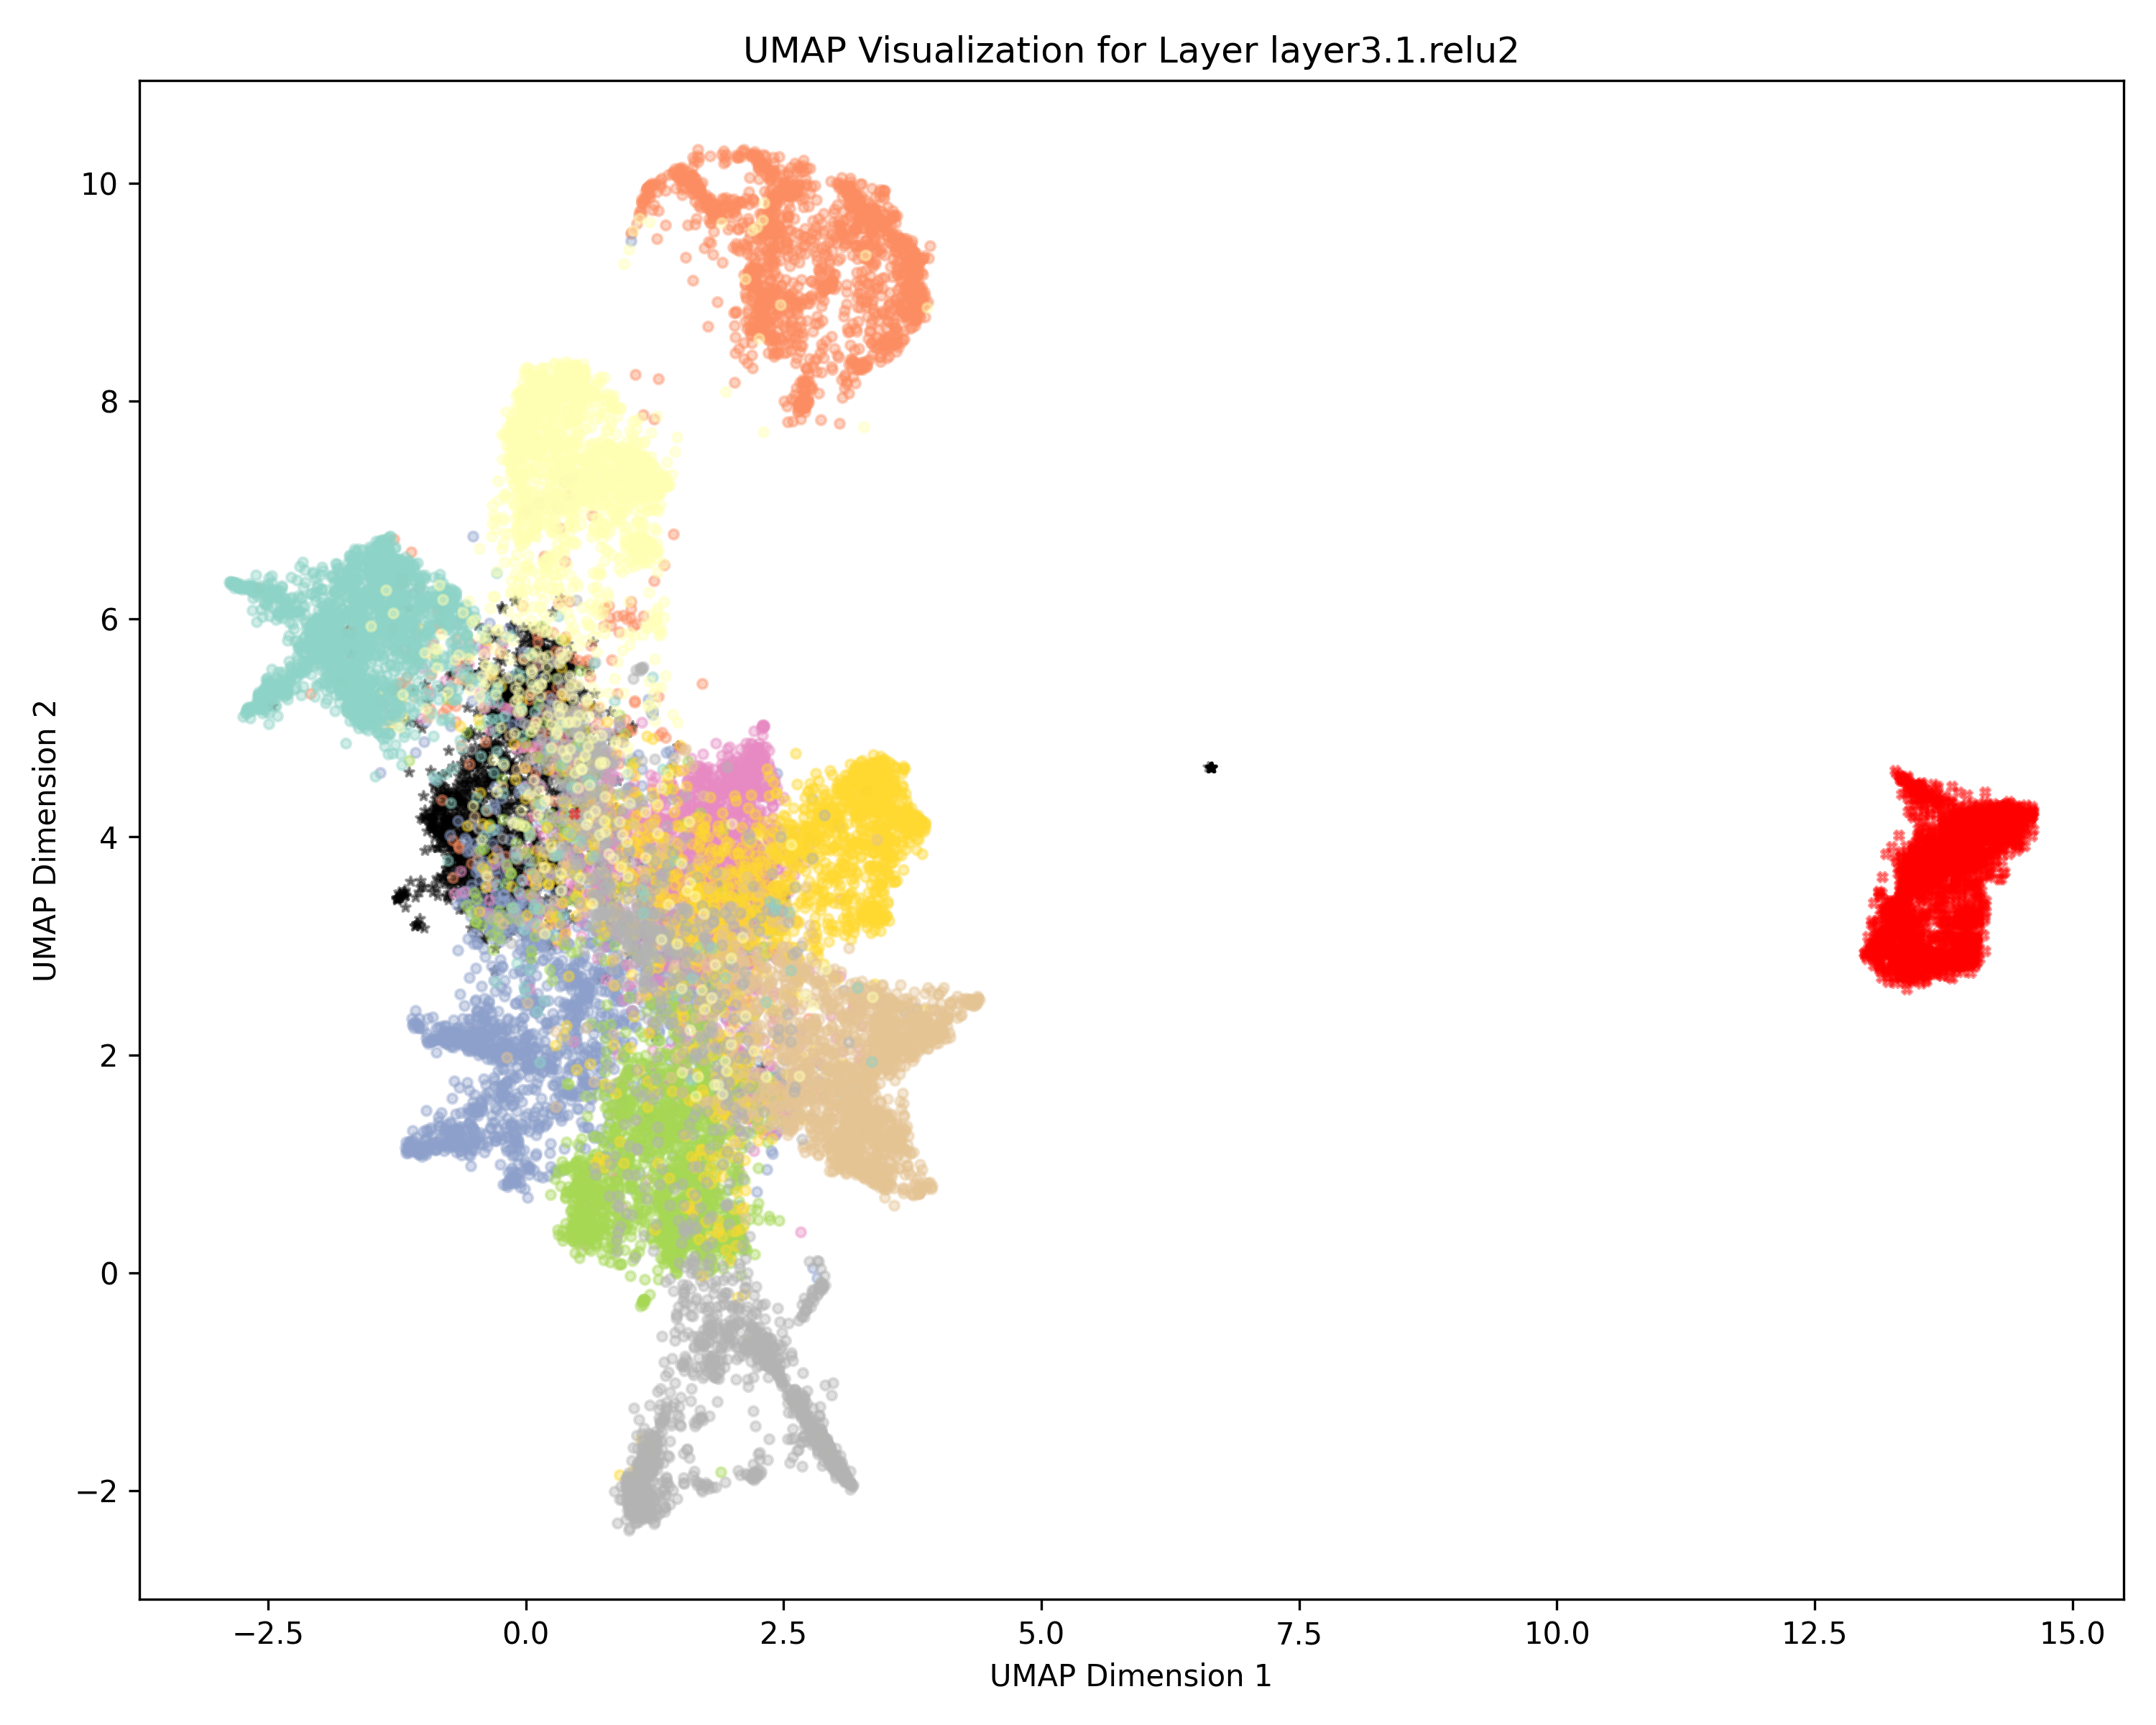 UMAP Visualization for Layer layer3.1.relu2
UMAP Dimension 2
10
8
6
4
2
0
−2
−2.5 0.0 2.5 5.0 7.5 10.0 12.5 15.0
UMAP Dimension 1